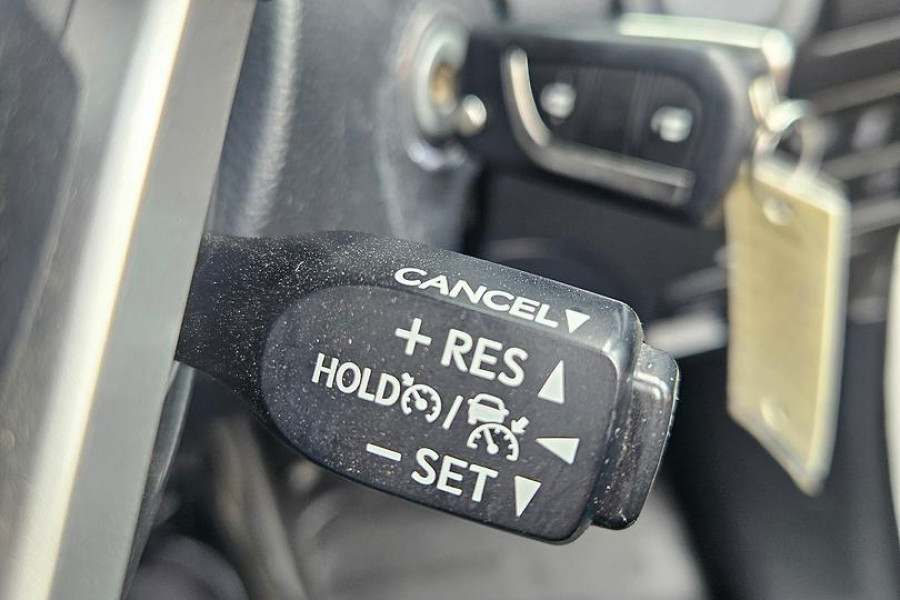 CANCEL▼
+ RES ▲
HOLD / ◀
− SET ▼